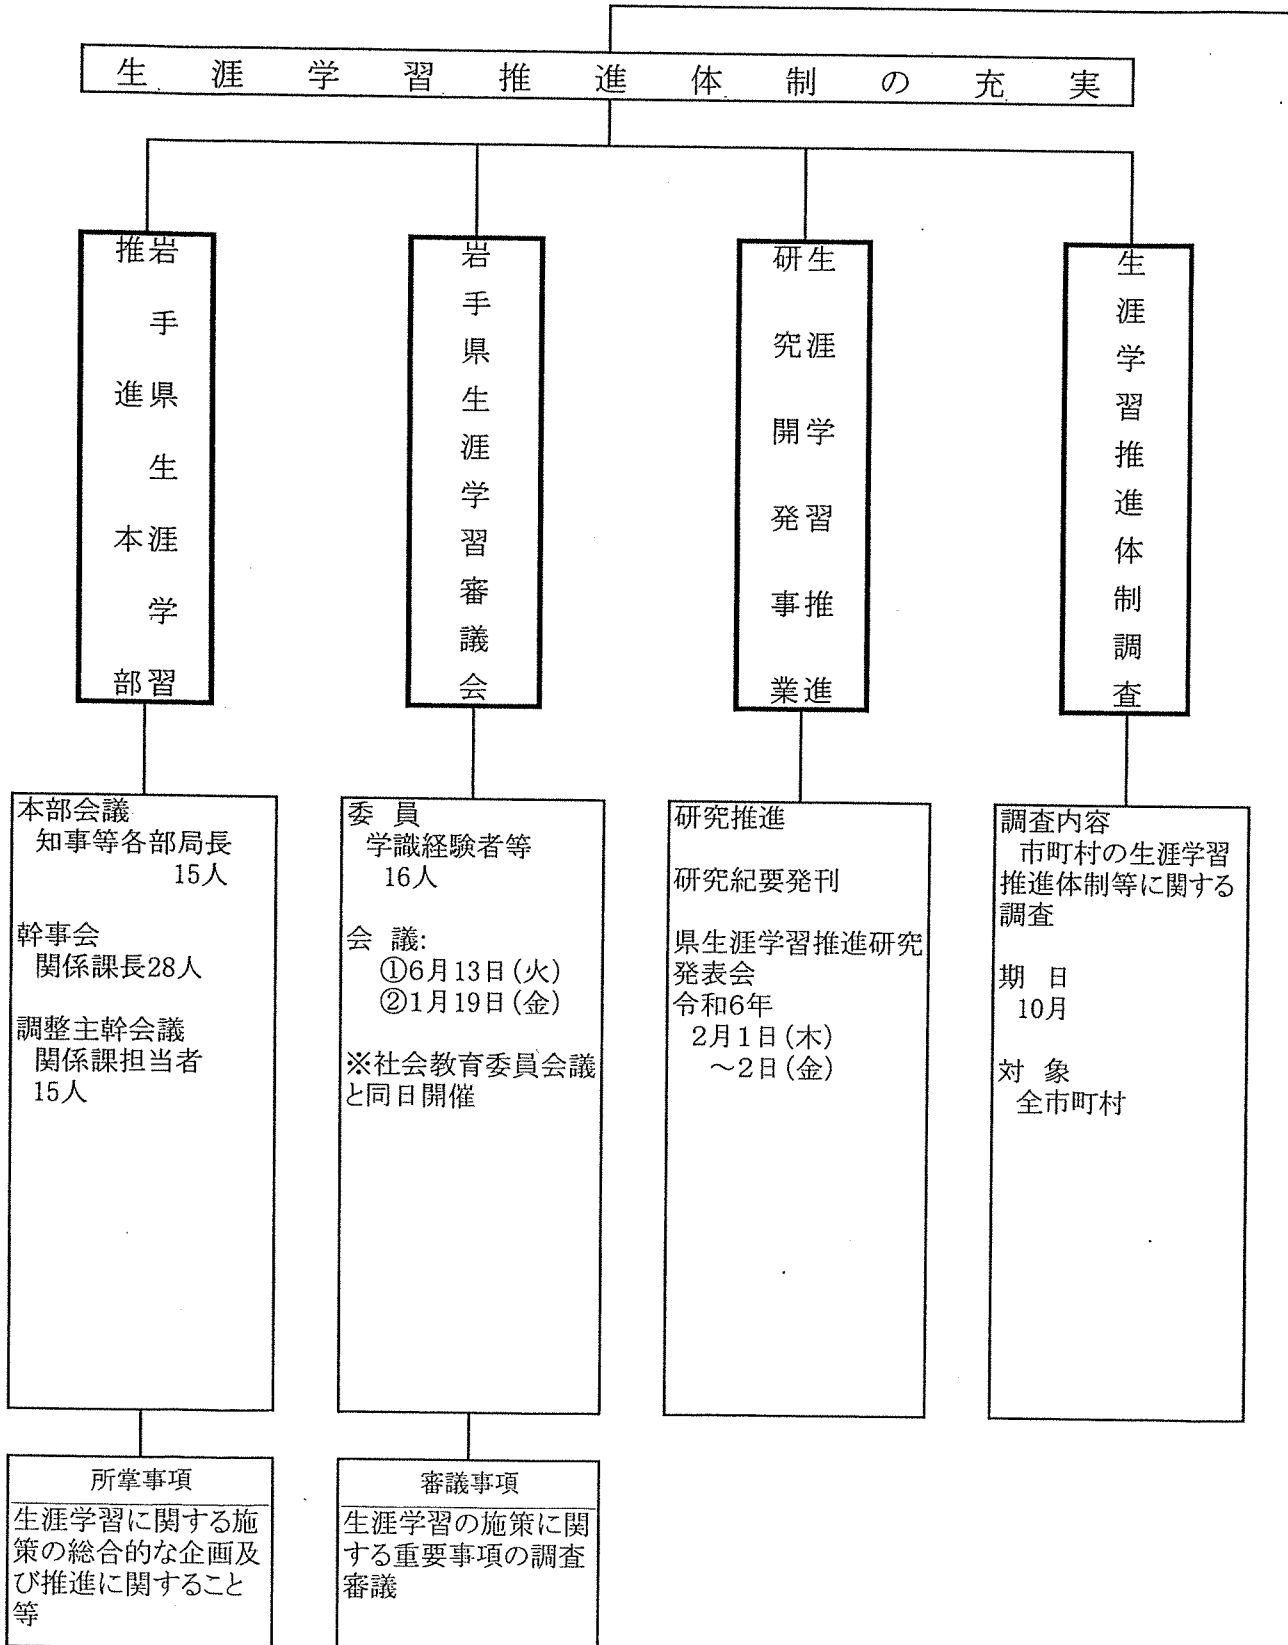 生涯学習推進体制の充実
岩手県生涯学習
推進本部
本部会議
知事等各部局長
15人
幹事会
関係課長28人
調整主幹会議
関係課担当者
15人
所掌事項
生涯学習に関する施
策の総合的な企画及
び推進に関すること
等
岩手県生涯学習審議会
委員
学識経験者等
16人
会議:
①6月13日(火)
②1月19日(金)
※社会教育委員会議
と同日開催
審議事項
生涯学習の施策に関
する重要事項の調査
審議
生涯学習推進
研究開発事業
研究推進
研究紀要発刊
県生涯学習推進研究
発表会
令和6年
2月1日(木)
～2日(金)
生涯学習推進体制調査
調査内容
市町村の生涯学習
推進体制等に関する
調査
期日
10月
対象
全市町村